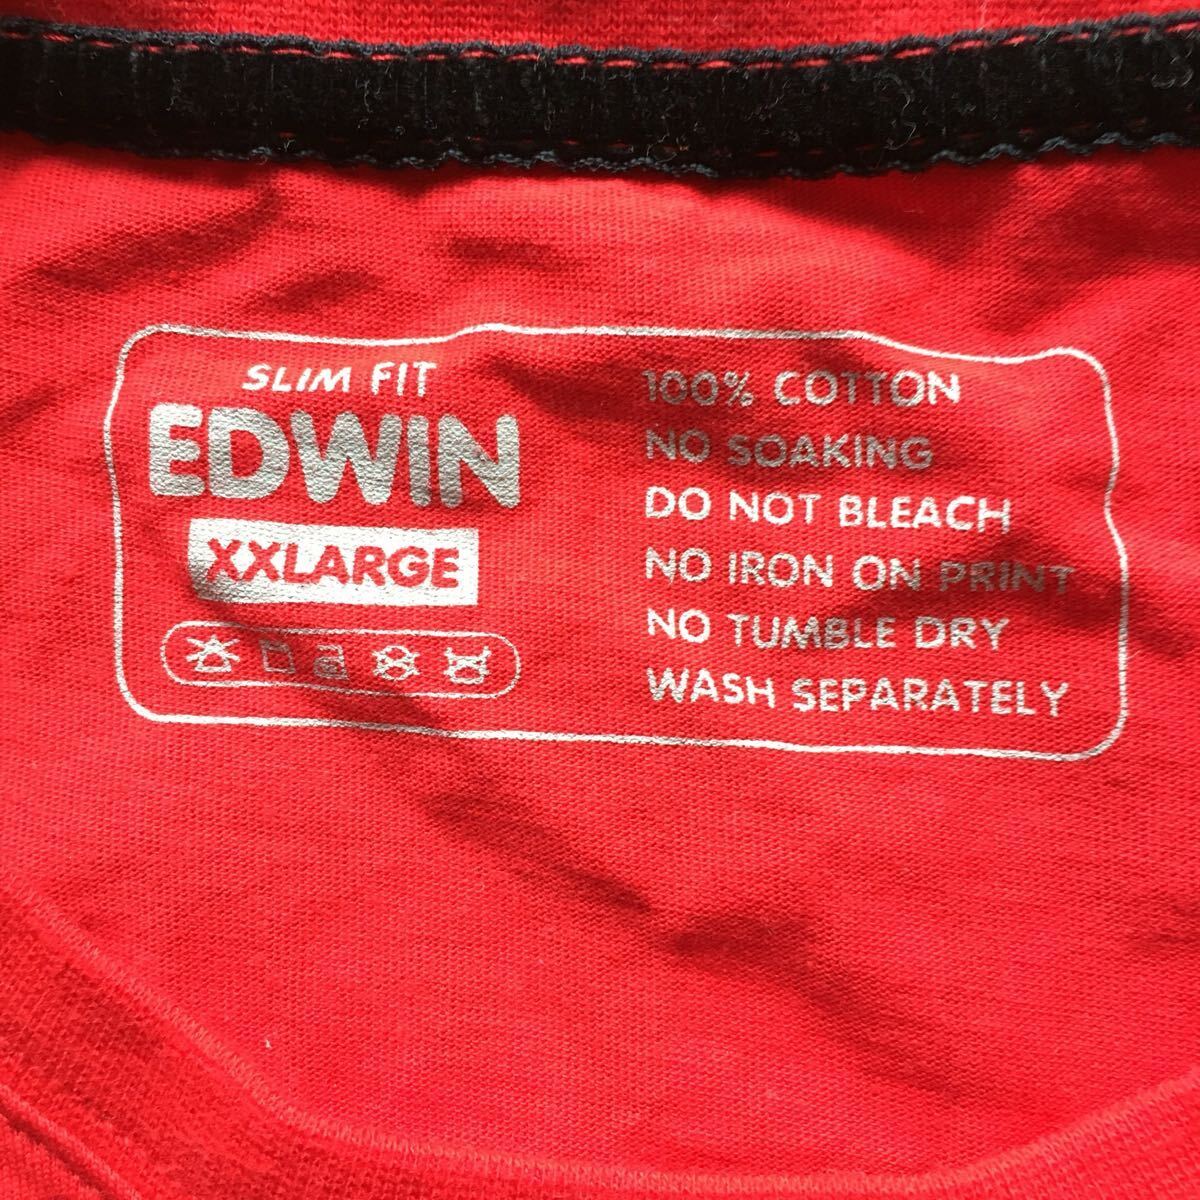 SLIM FIT
EDWIN
XXLARGE
100% COTTON
NO SOAKING
DO NOT BLEACH
NO IRON ON PRINT
NO TUMBLE DRY
WASH SEPARATELY